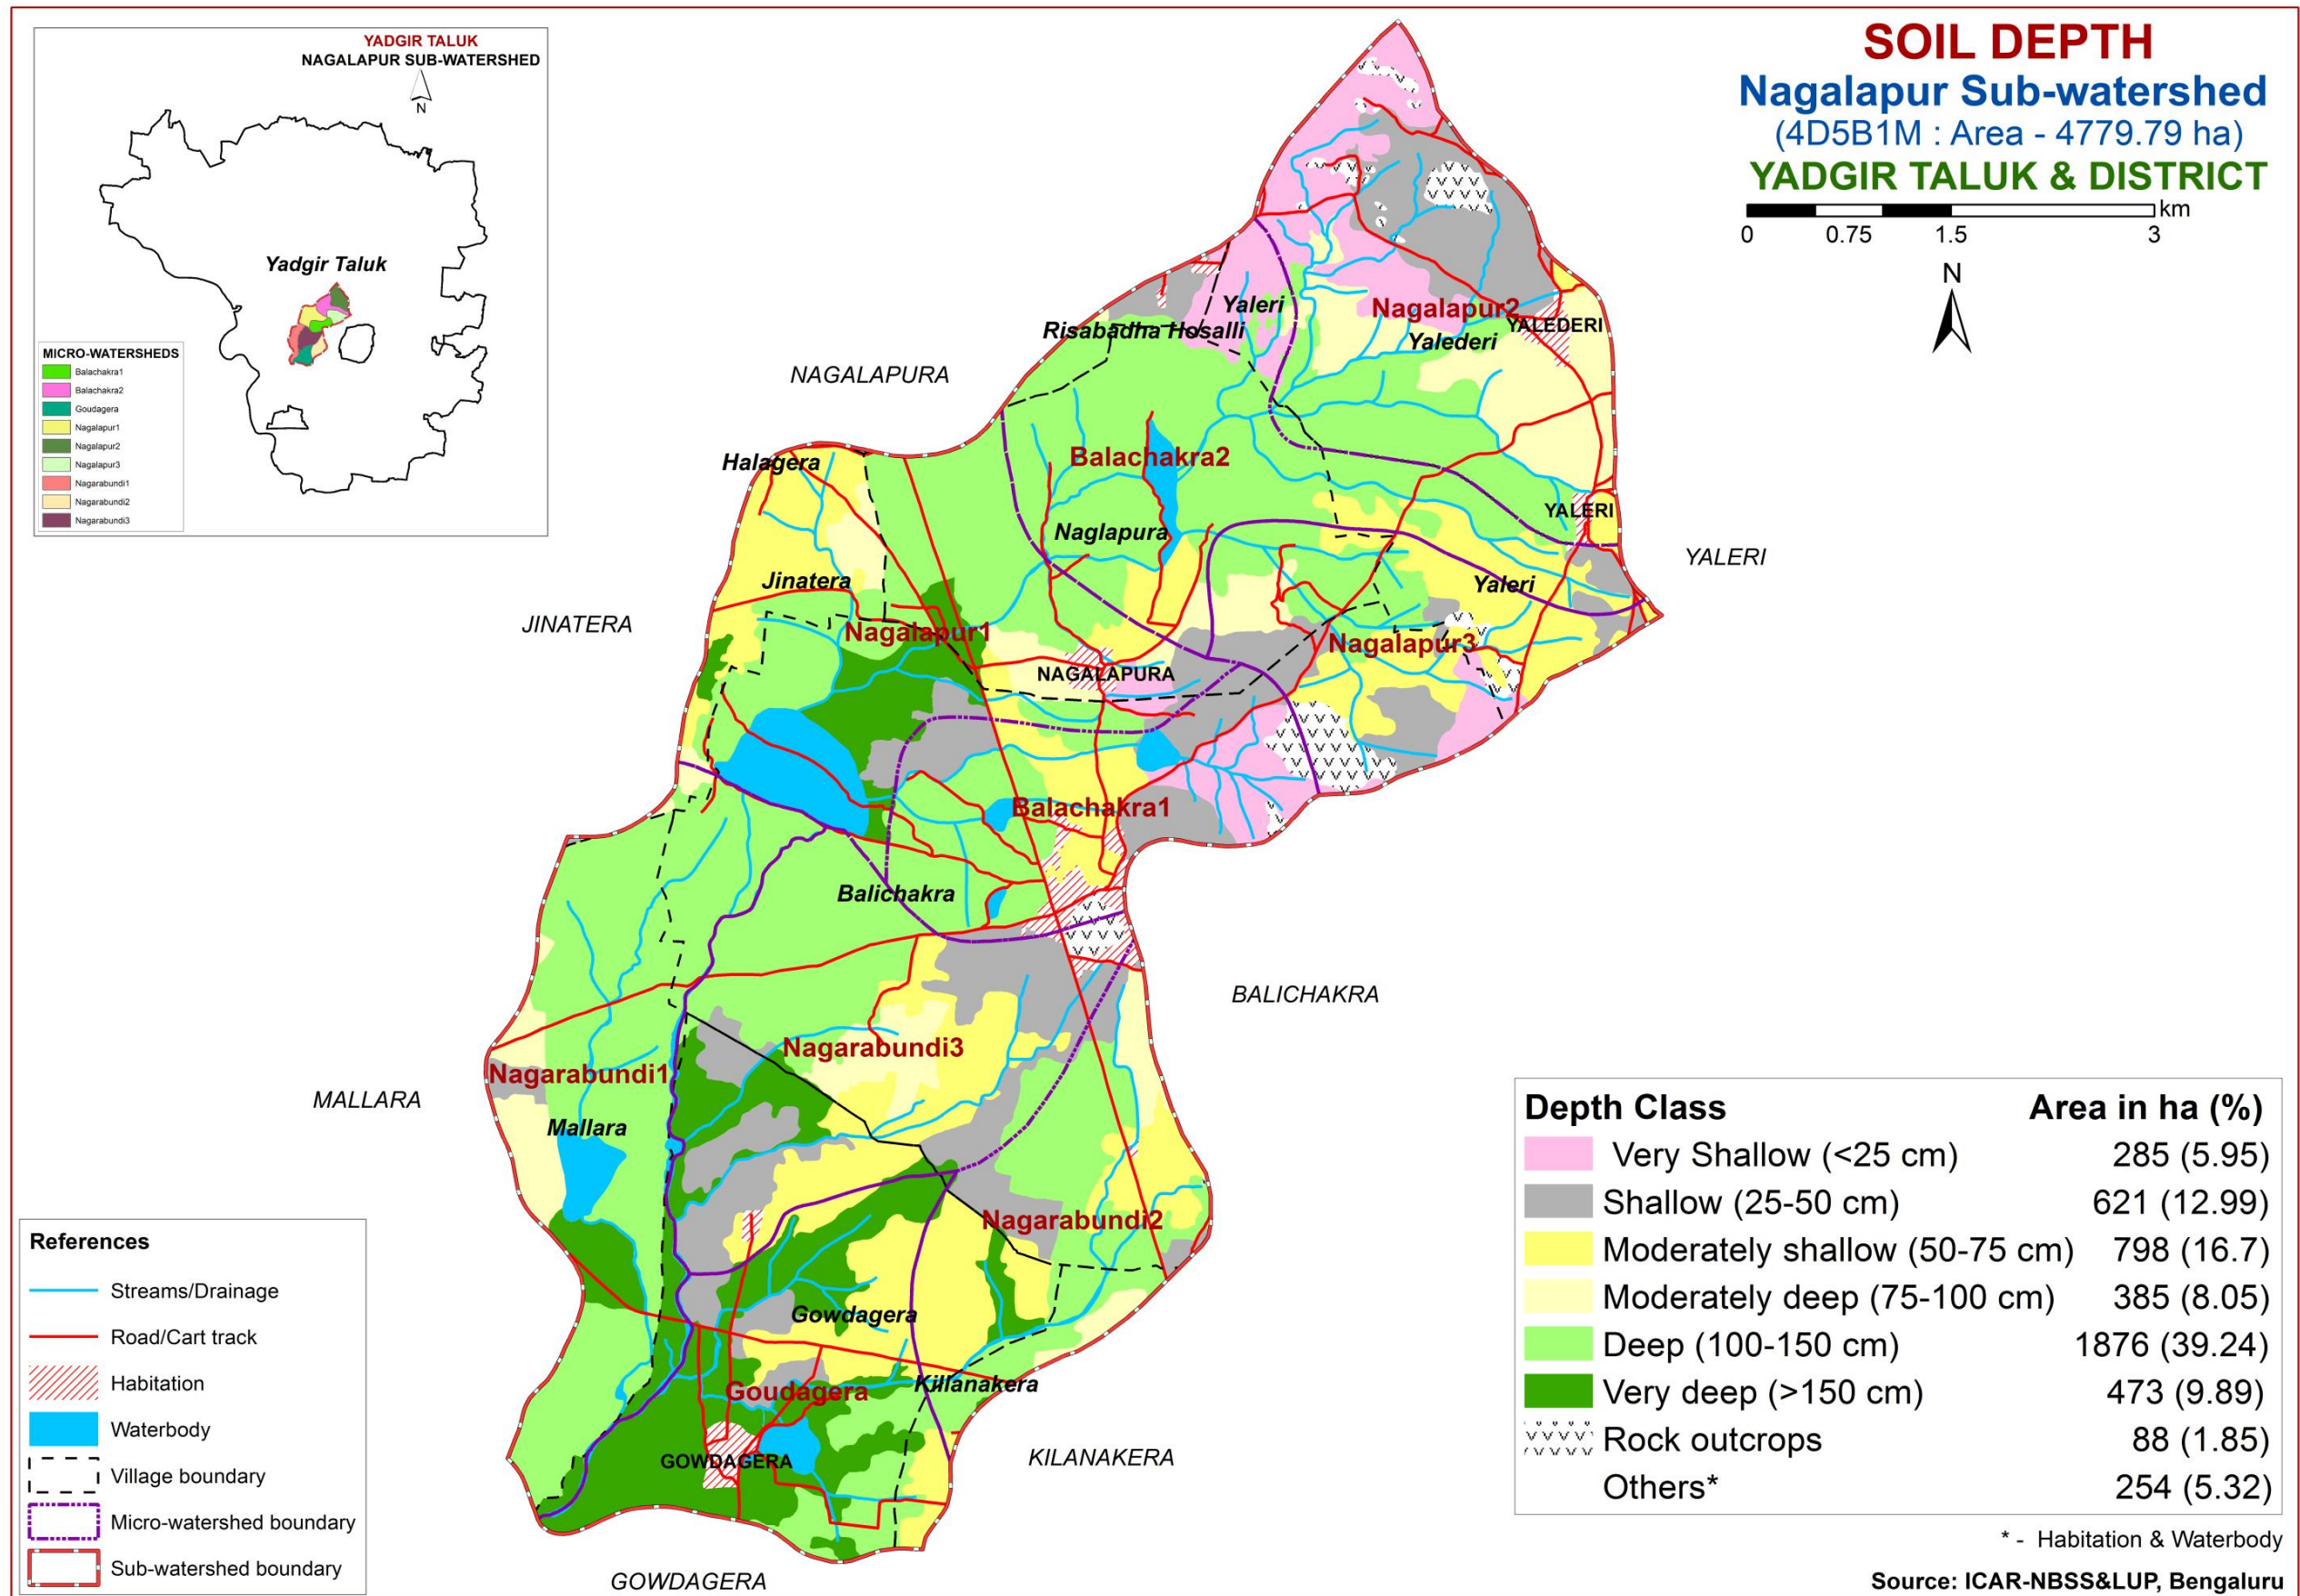 YADGIR TALUK
NAGALAPUR SUB-WATERSHED
N
Yadgir Taluk
MICRO-WATERSHEDS
Balachakra1
Balachakra2
Goudagera
Nagalapur1
Nagalapur2
Nagalapur3
Nagarabundi1
Nagarabundi2
Nagarabundi3
SOIL DEPTH
Nagalapur Sub-watershed
(4D5B1M : Area - 4779.79 ha)
YADGIR TALUK & DISTRICT
km
0 0.75 1.5 3
N
Yaleri
Nagalapur2
Risabadha Hosalli
YALEDERI
Yalederi
NAGALAPURA
Balachakra2
Halagera
YALERI
Naglapura
YALERI
Jinatera
Yaleri
JINATERA
Nagalapur1
Nagalapur3
NAGALAPURA
Balachakra1
Balichakra
BALICHAKRA
Nagarabundi3
Nagarabundi1
MALLARA
Mallara
Nagarabundi2
Gowdagera
Killanakera
Goudagera
GOWDAGERA
KILANAKERA
GOWDAGERA
References
Streams/Drainage
Road/Cart track
Habitation
Waterbody
Village boundary
Micro-watershed boundary
Sub-watershed boundary
Depth Class Area in ha (%)
Very Shallow (<25 cm) 285 (5.95)
Shallow (25-50 cm) 621 (12.99)
Moderately shallow (50-75 cm) 798 (16.7)
Moderately deep (75-100 cm) 385 (8.05)
Deep (100-150 cm) 1876 (39.24)
Very deep (>150 cm) 473 (9.89)
Rock outcrops 88 (1.85)
Others* 254 (5.32)
* - Habitation & Waterbody
Source: ICAR-NBSS&LUP, Bengaluru